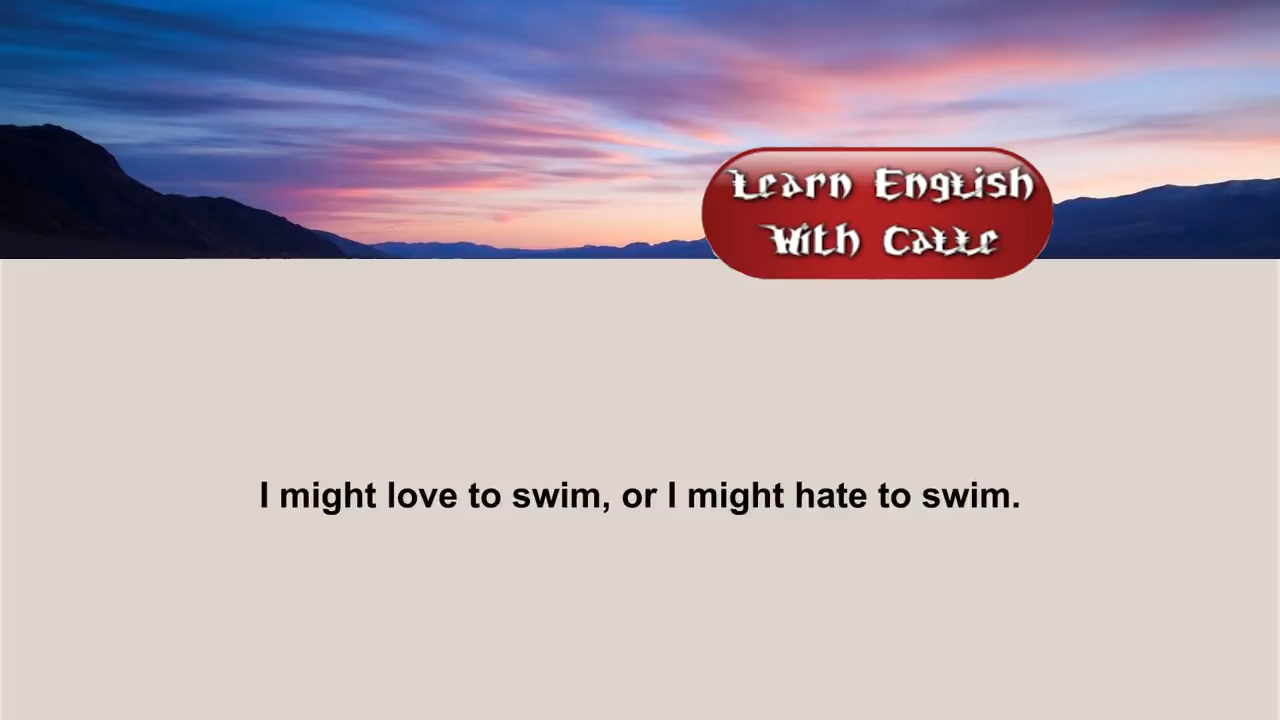 Learn English
With Calle
I might love to swim, or I might hate to swim.